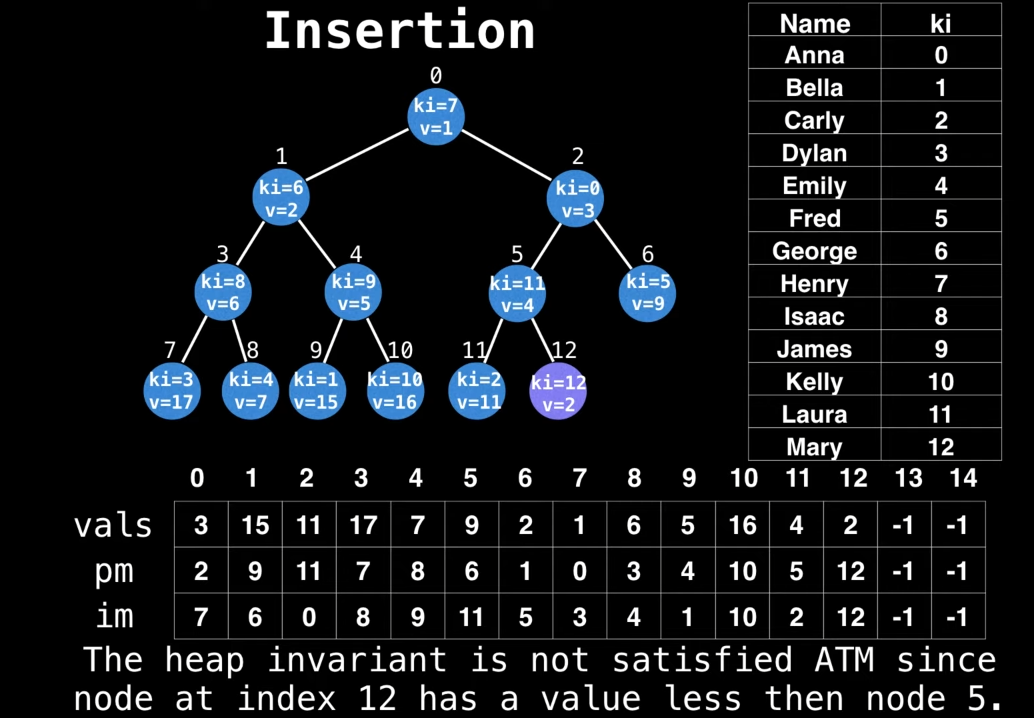 Insertion
0
ki=7
v=1
1 2
ki=6 ki=0
v=2 v=3
3 4 5 6
ki=8 ki=9 ki=11 ki=5
v=6 v=5 v=4 v=9
7 8 9 10 11 12
ki=3 ki=4 ki=1 ki=10 ki=2 ki=12
v=17 v=7 v=15 v=16 v=11 v=2
Name ki
Anna 0
Bella 1
Carly 2
Dylan 3
Emily 4
Fred 5
George 6
Henry 7
Isaac 8
James 9
Kelly 10
Laura 11
Mary 12
0 1 2 3 4 5 6 7 8 9 10 11 12 13 14
vals 3 15 11 17 7 9 2 1 6 5 16 4 2 -1 -1
pm 2 9 11 7 8 6 1 0 3 4 10 5 12 -1 -1
im 7 6 0 8 9 11 5 3 4 1 10 2 12 -1 -1
The heap invariant is not satisfied ATM since
node at index 12 has a value less then node 5.